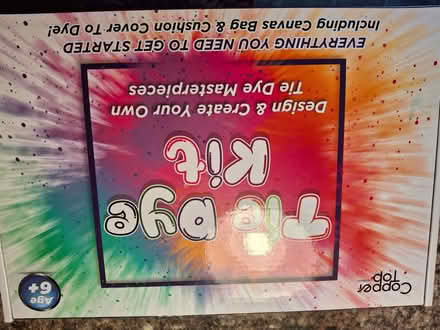 Copper
Top
Age
6+
Tie Dye
Kit
Design & Create Your Own
Tie Dye Masterpieces
EVERYTHING YOU NEED TO GET STARTED
Including Canvas Bag & Cushion Cover To Dye!